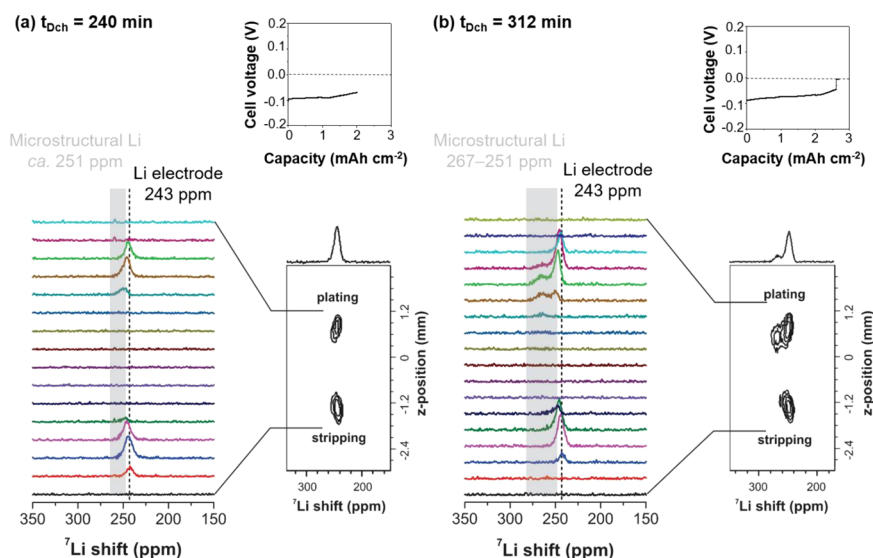 (a) t_Dch = 240 min
0.2
0.1
0.0
-0.1
-0.2
Cell voltage (V)
0 1 2 3
Capacity (mAh cm⁻²)
Microstructural Li
ca. 251 ppm
Li electrode
243 ppm
350 300 250 200 150
⁷Li shift (ppm)
plating
stripping
1.2
0
-1.2
-2.4
z-position (mm)
300 200
⁷Li shift (ppm)
(b) t_Dch = 312 min
0.2
0.1
0.0
-0.1
-0.2
Cell voltage (V)
0 1 2 3
Capacity (mAh cm⁻²)
Microstructural Li
267–251 ppm
Li electrode
243 ppm
350 300 250 200 150
⁷Li shift (ppm)
plating
stripping
1.2
0
-1.2
-2.4
z-position (mm)
300 200
⁷Li shift (ppm)